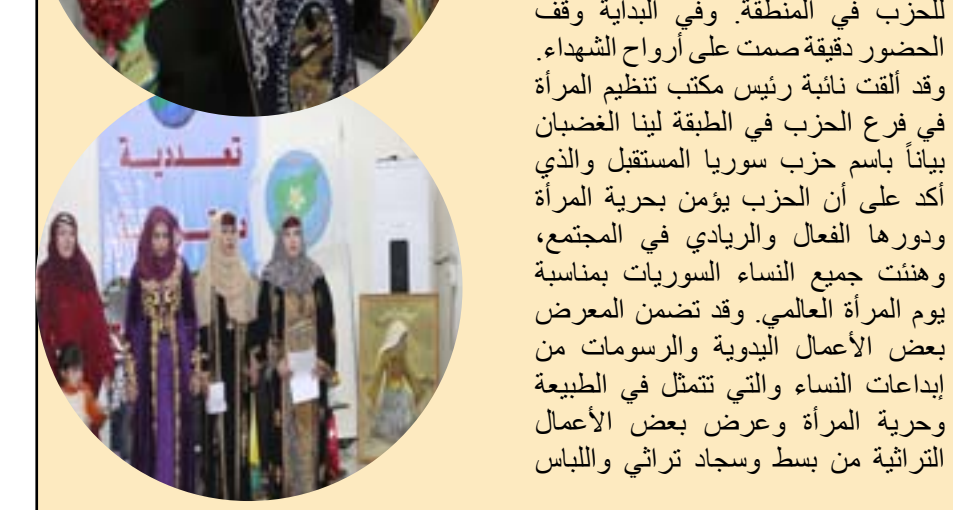 للحزب في المنطقة. وفي البداية وقف
الحضور دقيقة صمت على أرواح الشهداء.
وقد ألقت نائبة رئيس مكتب تنظيم المرأة
في فرع الحزب في الطبقة لينا الغضبان
بياناً باسم حزب سوريا المستقبل والذي
أكد على أن الحزب يؤمن بحرية المرأة
ودورها الفعال والريادي في المجتمع،
وهنئت جميع النساء السوريات بمناسبة
يوم المرأة العالمي. وقد تضمن المعرض
بعض الأعمال اليدوية والرسومات من
إبداعات النساء والتي تتمثل في الطبيعة
وحرية المرأة وعرض بعض الأعمال
التراثية من بسط وسجاد تراثي واللباس
تعددية